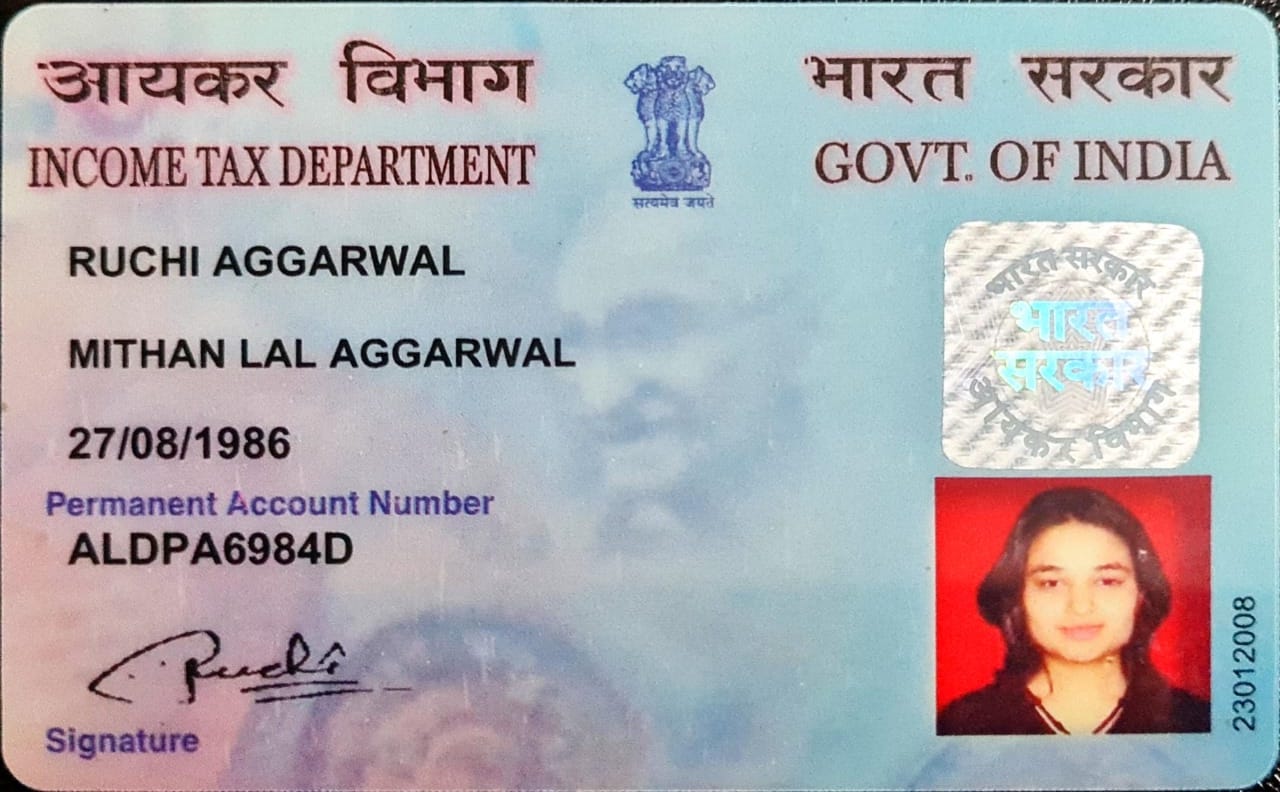 आयकर विभाग
INCOME TAX DEPARTMENT
सत्यमेव जयते
भारत सरकार
GOVT. OF INDIA
RUCHI AGGARWAL
MITHAN LAL AGGARWAL
27/08/1986
Permanent Account Number
ALDPA6984D
Ruchi
Signature
भारत सरकार
भारत
सरकार
आयकर विभाग
23012008